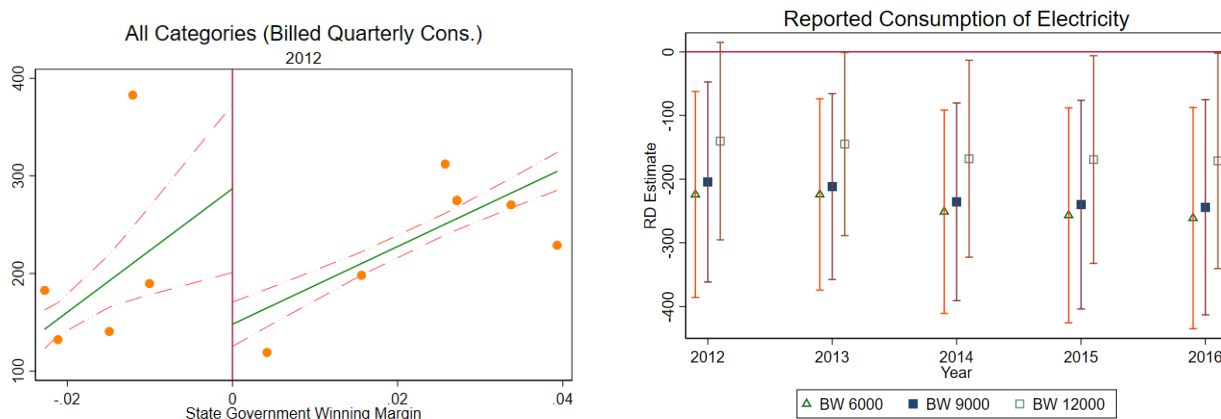 All Categories (Billed Quarterly Cons.)
2012
400
300
200
100
-.02
0
.02
.04
State Government Winning Margin
Reported Consumption of Electricity
RD Estimate
0
-100
-200
-300
-400
2012
2013
2014
2015
2016
Year
BW 6000
BW 9000
BW 12000